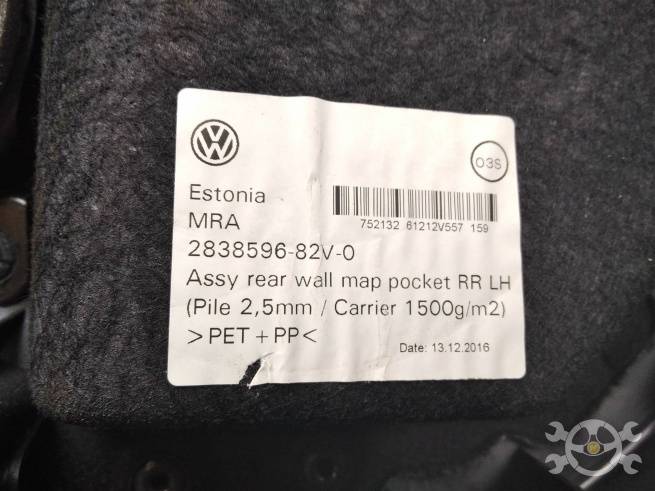 03S
Estonia
MRA
752132 61212V557 159
2838596-82V-0
Assy rear wall map pocket RR LH
(Pile 2,5mm / Carrier 1500g/m2)
>PET+PP<
Date: 13.12.2016